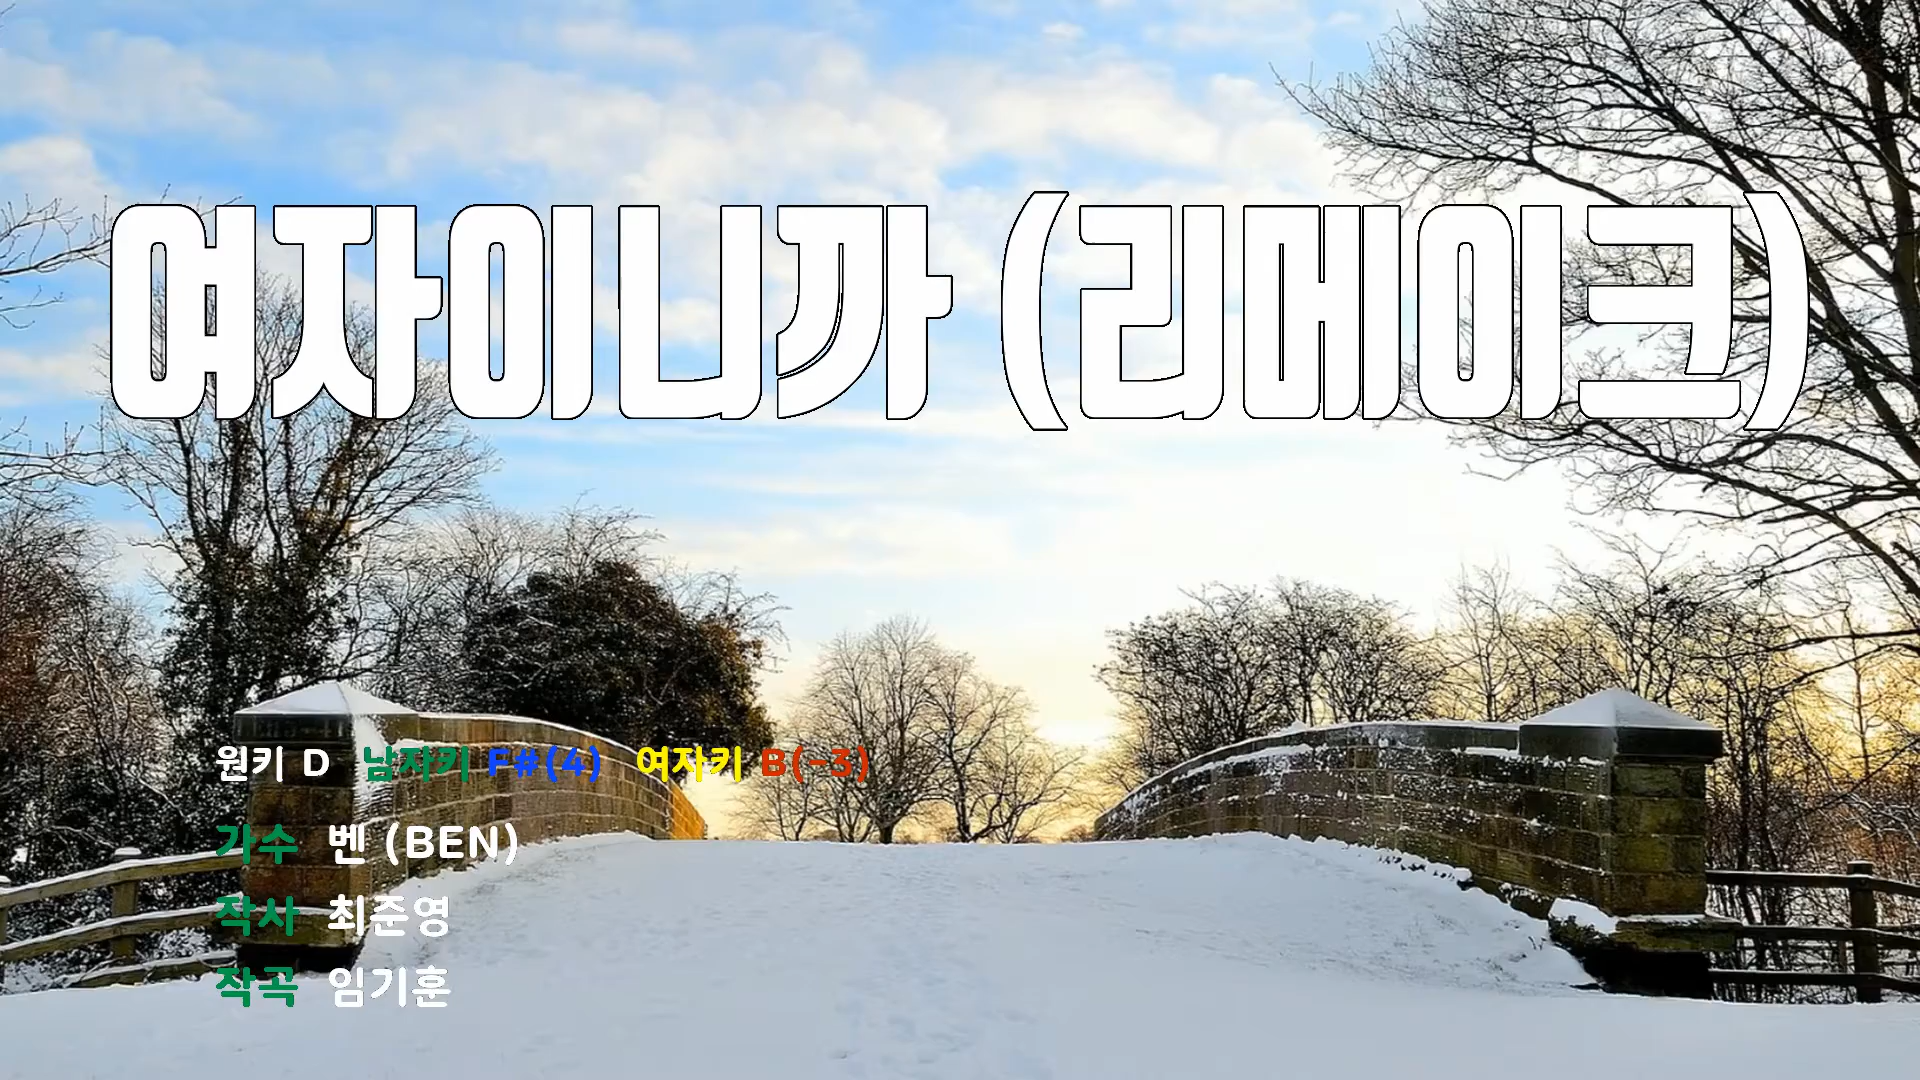 여자이니까 (리메이크)
원키 D 남자키 F#(4) 여자키 B(-3)
가수 벤 (BEN)
작사 최준영
작곡 임기훈